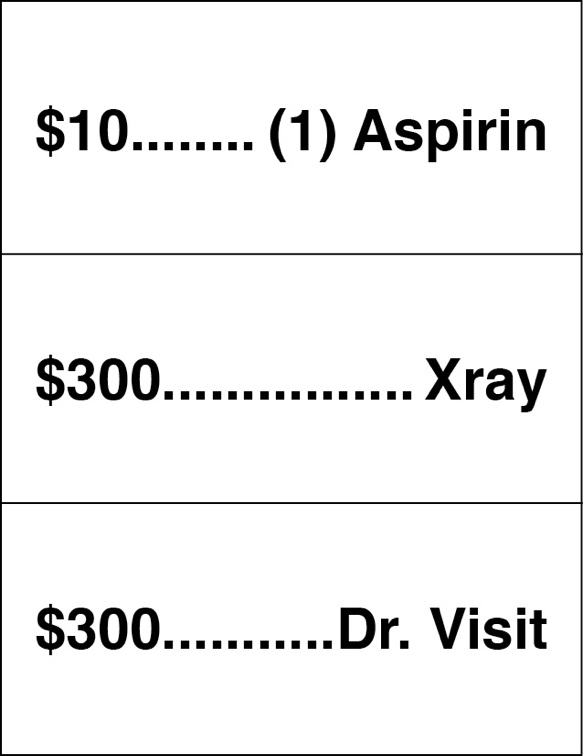 $10........ (1) Aspirin
$300................ Xray
$300...........Dr. Visit